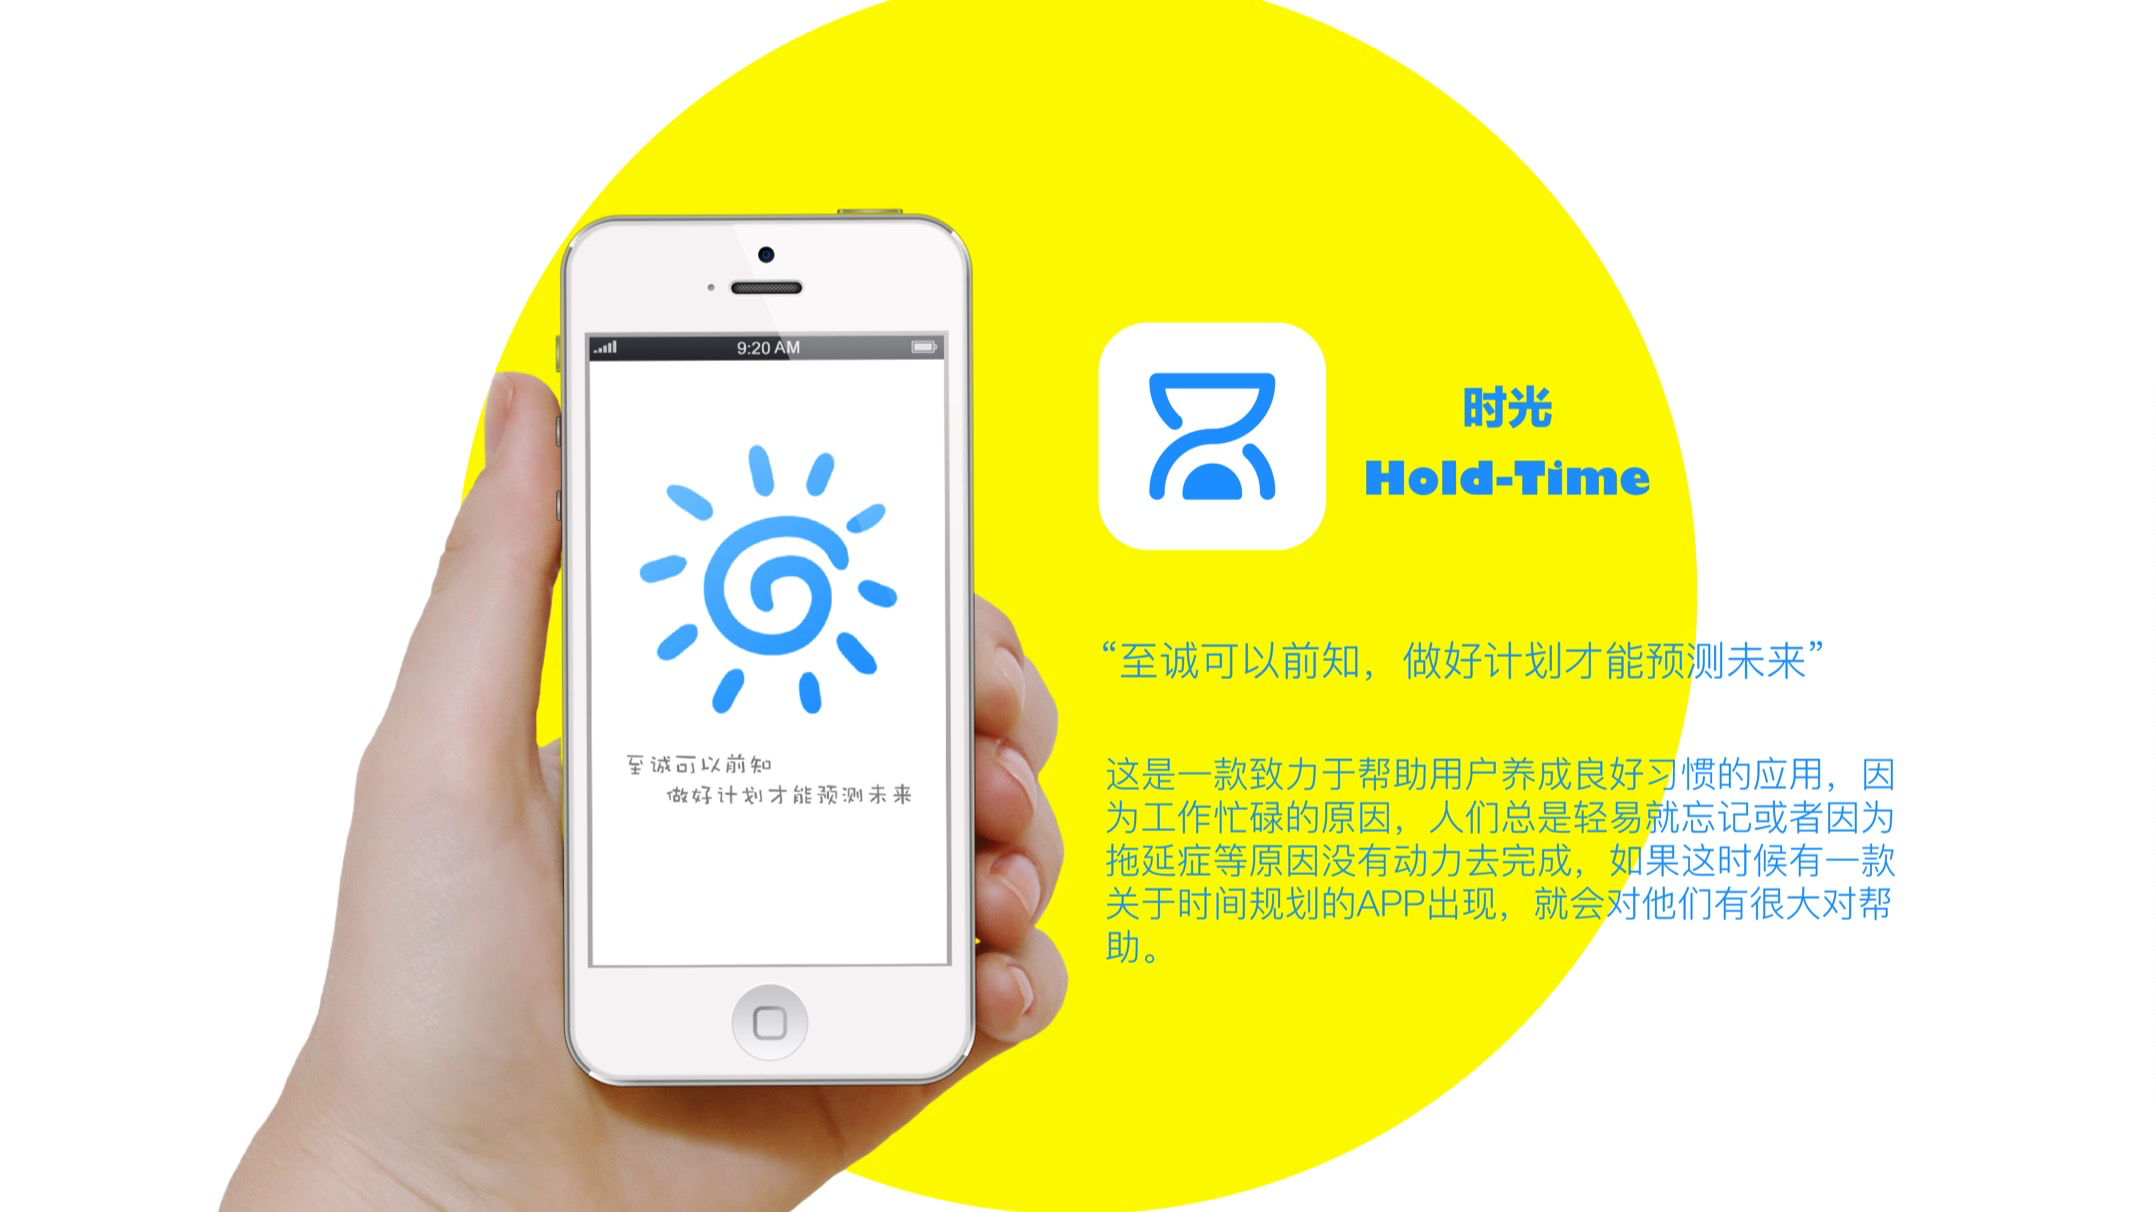 9:20 AM
至诚可以前知
做好计划才能预测未来
时光
Hold-Time
“至诚可以前知，做好计划才能预测未来”
这是一款致力于帮助用户养成良好习惯的应用，因
为工作忙碌的原因，人们总是轻易就忘记或者因为
拖延症等原因没有动力去完成，如果这时候有一款
关于时间规划的APP出现，就会对他们有很大对帮
助。